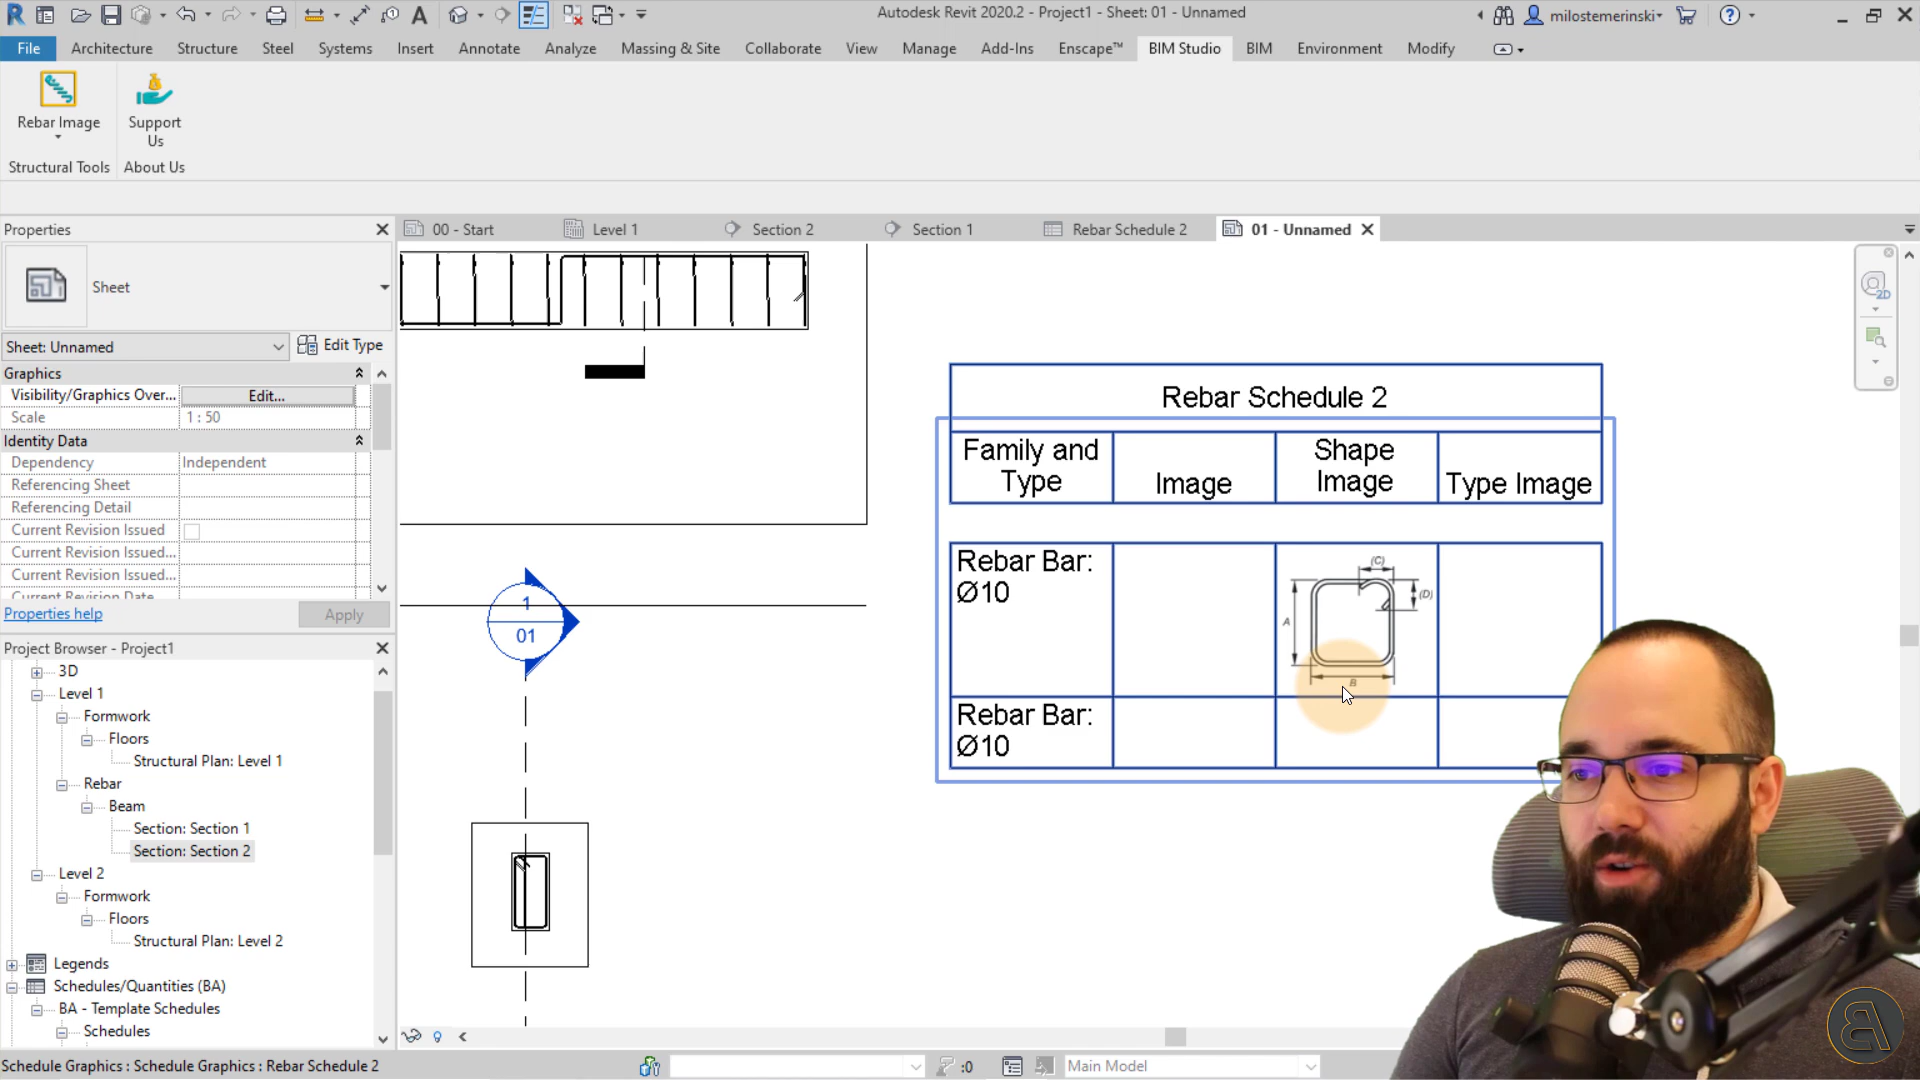 Autodesk Revit 2020.2 - Project1 - Sheet: 01 - Unnamed
milostemerinski
File Architecture Structure Steel Systems Insert Annotate Analyze Massing & Site Collaborate View Manage Add-Ins Enscape™ BIM Studio BIM Environment Modify
Rebar Image
Support Us
Structural Tools
About Us
Properties
00 - Start Level 1 Section 2 Section 1 Rebar Schedule 2 01 - Unnamed
Sheet
Sheet: Unnamed
Edit Type
Graphics
Visibility/Graphics Over... Edit...
Scale 1 : 50
Identity Data
Dependency Independent
Referencing Sheet
Referencing Detail
Current Revision Issued
Current Revision Issued...
Current Revision Issued...
Current Revision Date
Properties help
Apply
Project Browser - Project1
3D
Level 1
Formwork
Floors
Structural Plan: Level 1
Rebar
Beam
Section: Section 1
Section: Section 2
Level 2
Formwork
Floors
Structural Plan: Level 2
Legends
Schedules/Quantities (BA)
BA - Template Schedules
Schedules
1
01
Rebar Schedule 2
Family and Type
Image
Shape Image
Type Image
Rebar Bar:
Ø10
(C)
(D)
A
B
Rebar Bar:
Ø10
2D
Schedule Graphics : Schedule Graphics : Rebar Schedule 2
:0
Main Model